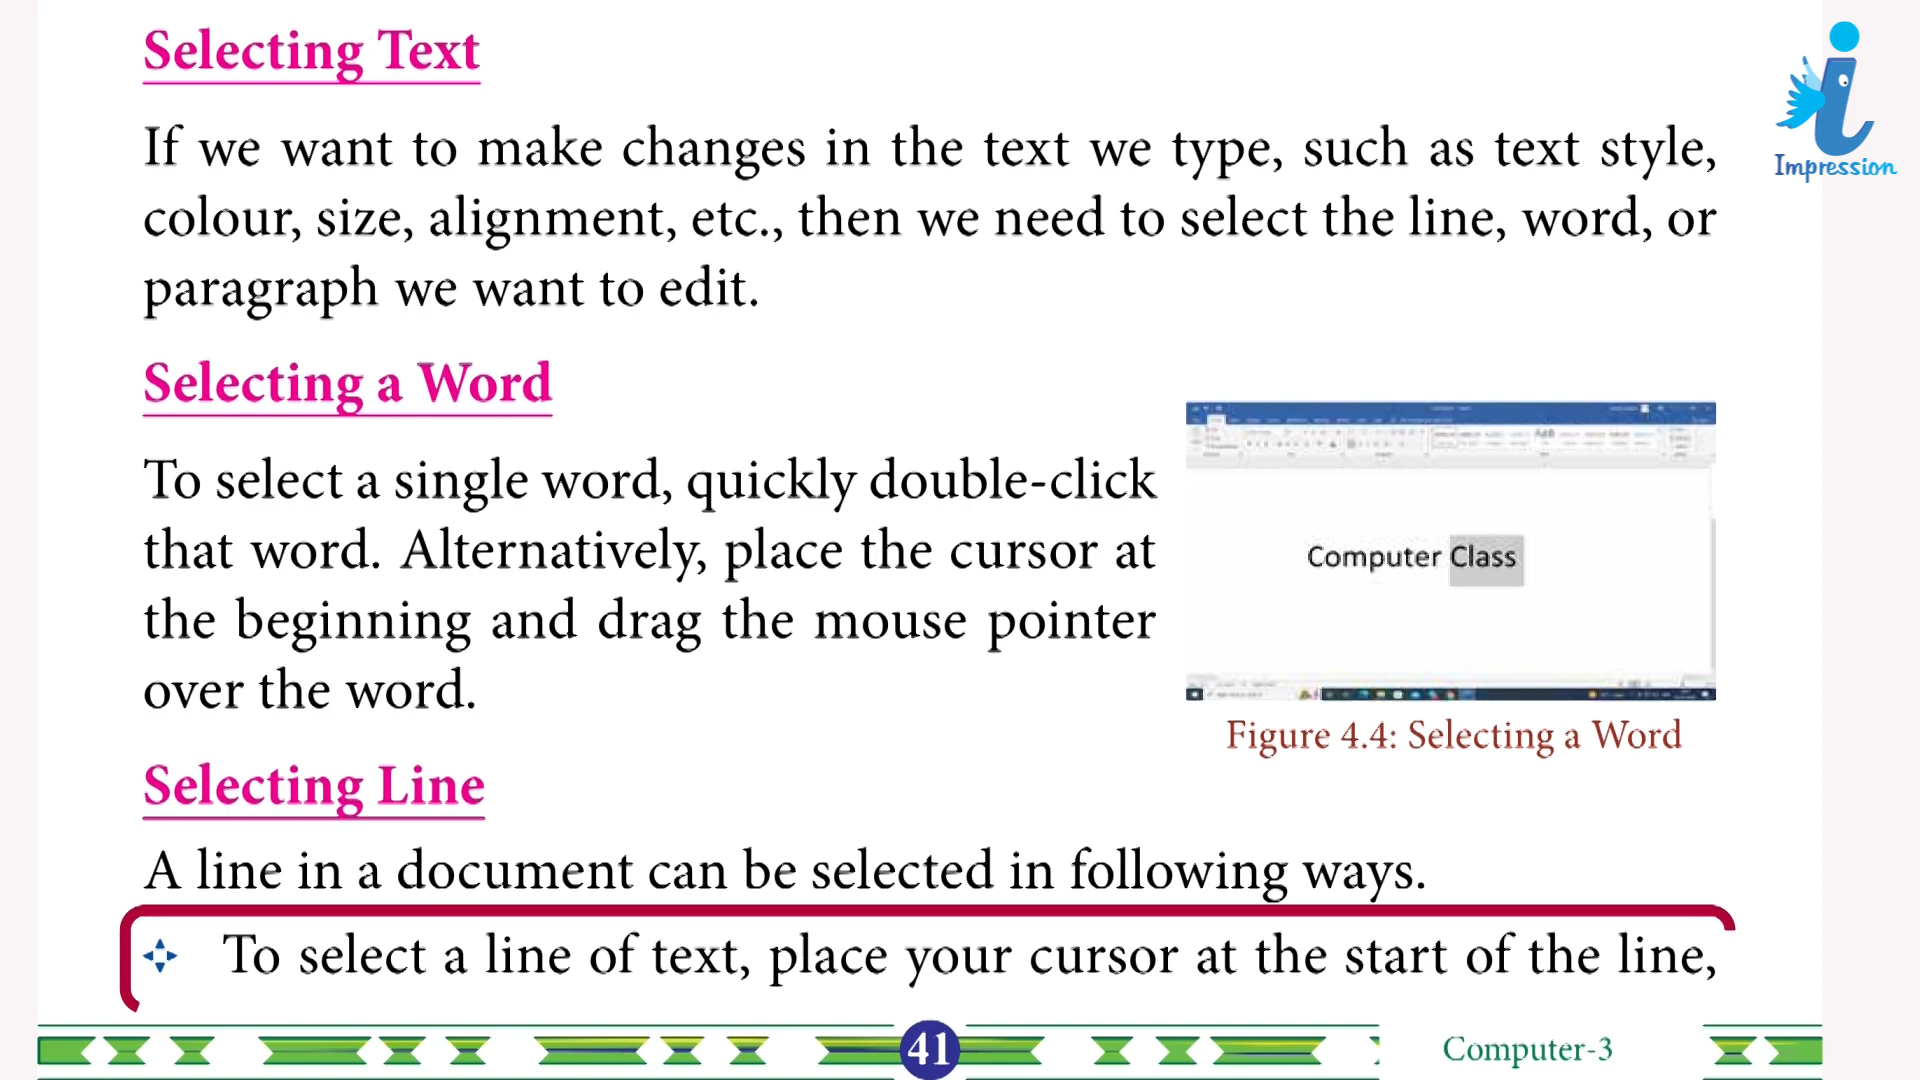 Selecting Text
Impression
If we want to make changes in the text we type, such as text style,
colour, size, alignment, etc., then we need to select the line, word, or
paragraph we want to edit.
Selecting a Word
To select a single word, quickly double-click
that word. Alternatively, place the cursor at
the beginning and drag the mouse pointer
over the word.
Computer Class
Figure 4.4: Selecting a Word
Selecting Line
A line in a document can be selected in following ways.
To select a line of text, place your cursor at the start of the line,
41
Computer-3